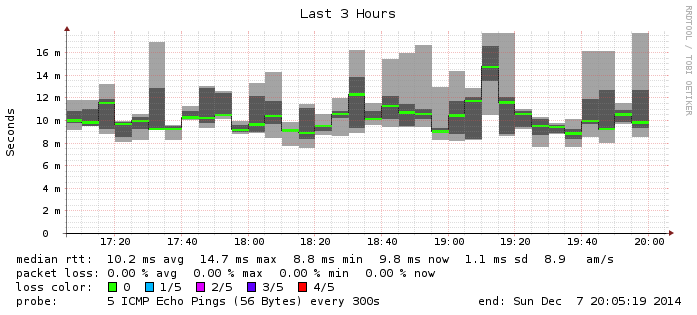 Last 3 Hours
RRDTOOL / TOBI OETIKER
Seconds
16 m
14 m
12 m
10 m
8 m
6 m
4 m
2 m
0
17:20 17:40 18:00 18:20 18:40 19:00 19:20 19:40 20:00
median rtt: 10.2 ms avg 14.7 ms max 8.8 ms min 9.8 ms now 1.1 ms sd 8.9 am/s
packet loss: 0.00 % avg 0.00 % max 0.00 % min 0.00 % now
loss color: 0 1/5 2/5 3/5 4/5
probe: 5 ICMP Echo Pings (56 Bytes) every 300s end: Sun Dec 7 20:05:19 2014